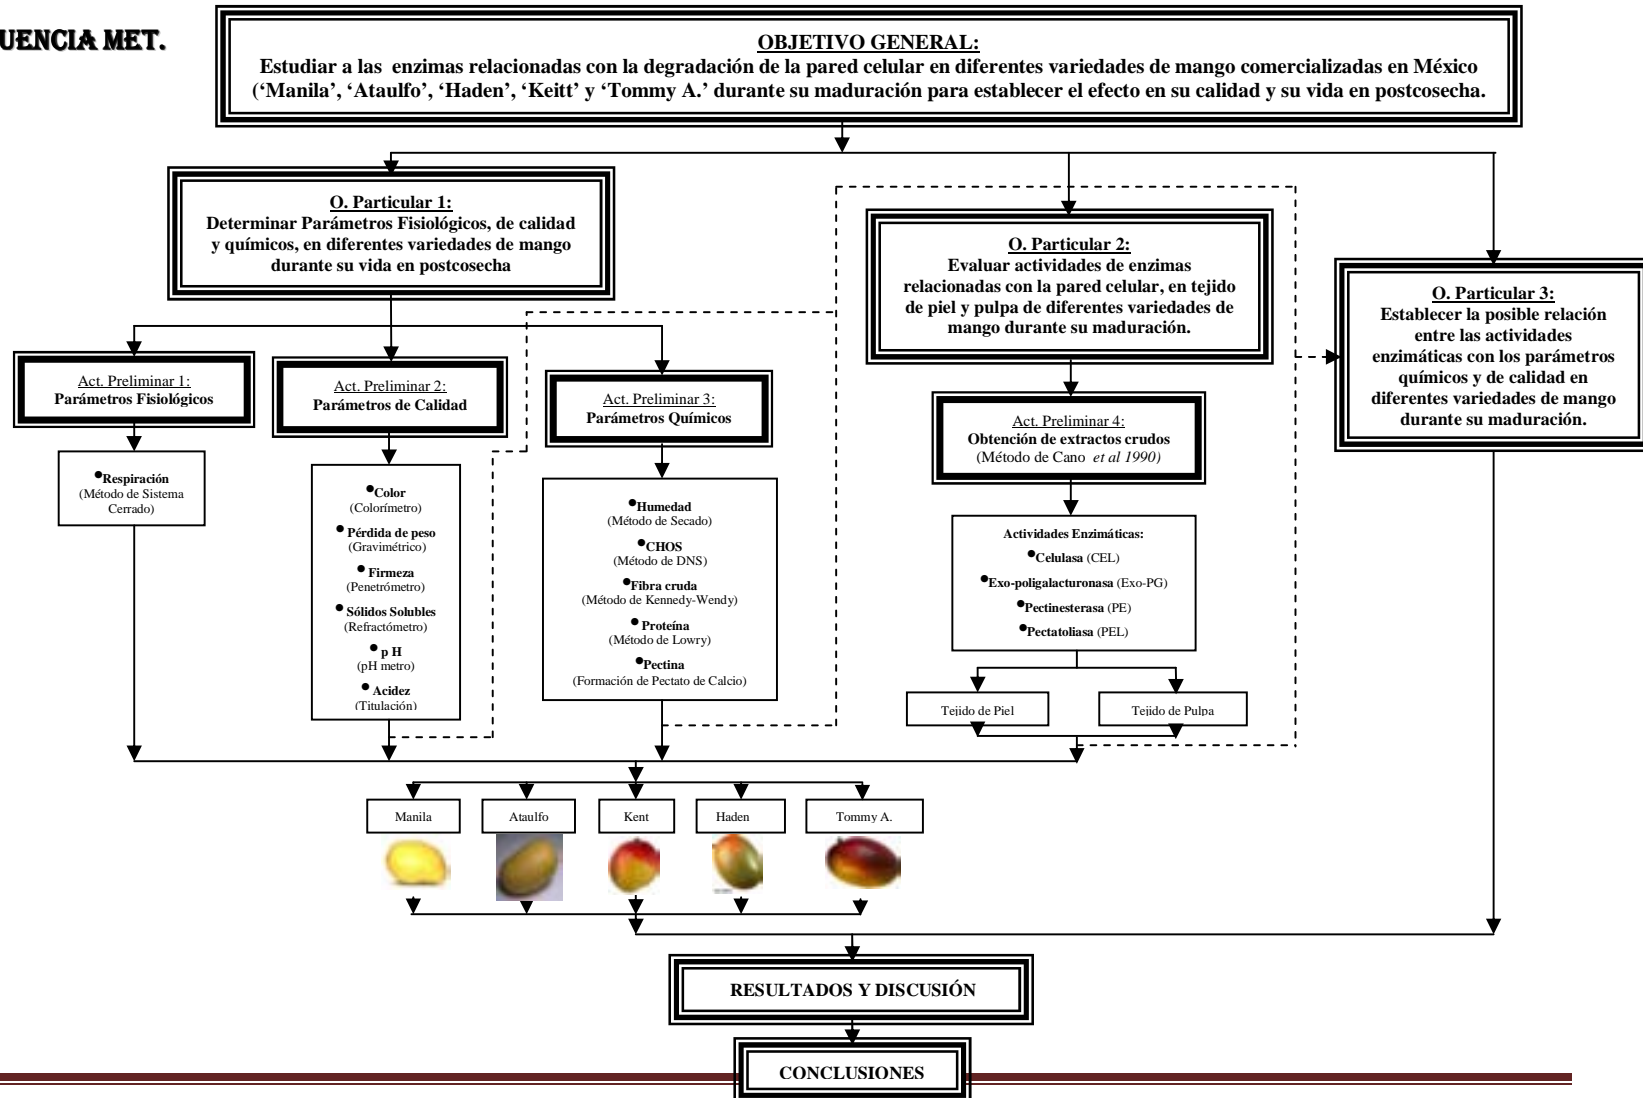 UENCIA MET.
OBJETIVO GENERAL:
Estudiar a las enzimas relacionadas con la degradación de la pared celular en diferentes variedades de mango comercializadas en México
(‘Manila’, ‘Ataulfo’, ‘Haden’, ‘Keitt’ y ‘Tommy A.’ durante su maduración para establecer el efecto en su calidad y su vida en postcosecha.
O. Particular 1:
Determinar Parámetros Fisiológicos, de calidad
y químicos, en diferentes variedades de mango
durante su vida en postcosecha
O. Particular 2:
Evaluar actividades de enzimas
relacionadas con la pared celular, en tejido
de piel y pulpa de diferentes variedades de
mango durante su maduración.
O. Particular 3:
Establecer la posible relación
entre las actividades
enzimáticas con los parámetros
químicos y de calidad en
diferentes variedades de mango
durante su maduración.
Act. Preliminar 1:
Parámetros Fisiológicos
Act. Preliminar 2:
Parámetros de Calidad
Act. Preliminar 3:
Parámetros Químicos
Act. Preliminar 4:
Obtención de extractos crudos
(Método de Cano et al 1990)
•Respiración
(Método de Sistema
Cerrado)
•Color
(Colorímetro)
•Pérdida de peso
(Gravimétrico)
•Firmeza
(Penetrómetro)
•Sólidos Solubles
(Refractómetro)
•p H
(pH metro)
•Acidez
(Titulación)
•Humedad
(Método de Secado)
•CHOS
(Método de DNS)
•Fibra cruda
(Método de Kennedy-Wendy)
•Proteína
(Método de Lowry)
•Pectina
(Formación de Pectato de Calcio)
Actividades Enzimáticas:
•Celulasa (CEL)
•Exo-poligalacturonasa (Exo-PG)
•Pectinesterasa (PE)
•Pectatoliasa (PEL)
Tejido de Piel
Tejido de Pulpa
Manila
Ataulfo
Kent
Haden
Tommy A.
RESULTADOS Y DISCUSIÓN
CONCLUSIONES